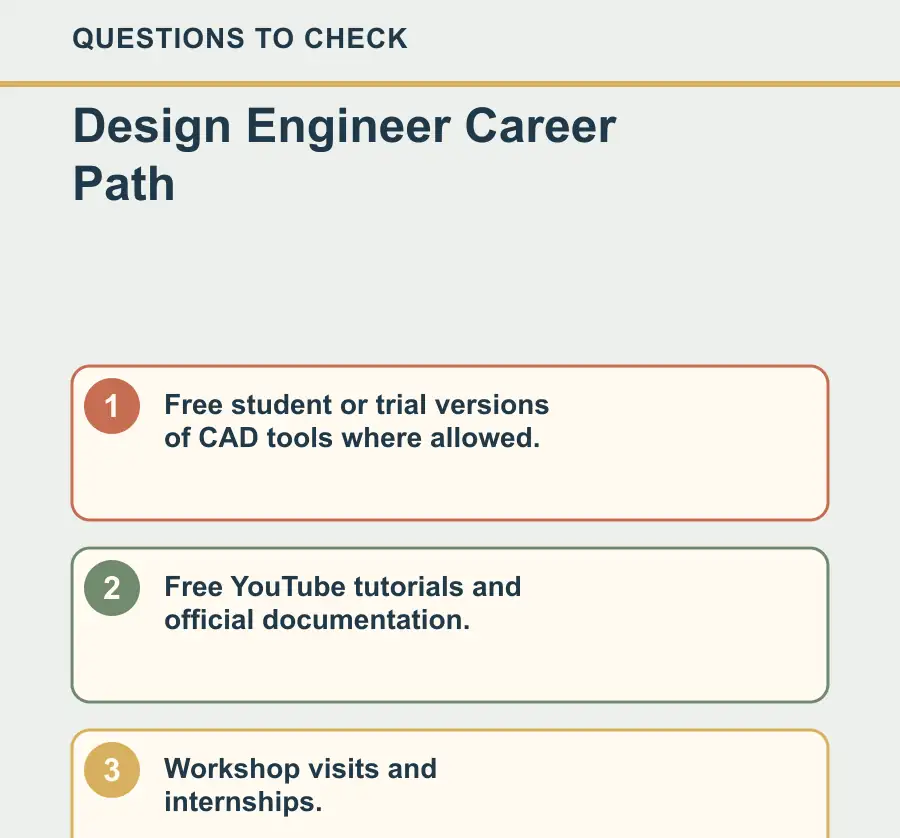 QUESTIONS TO CHECK
Design Engineer Career
Path
1
Free student or trial versions
of CAD tools where allowed.
2
Free YouTube tutorials and
official documentation.
3
Workshop visits and
internships.